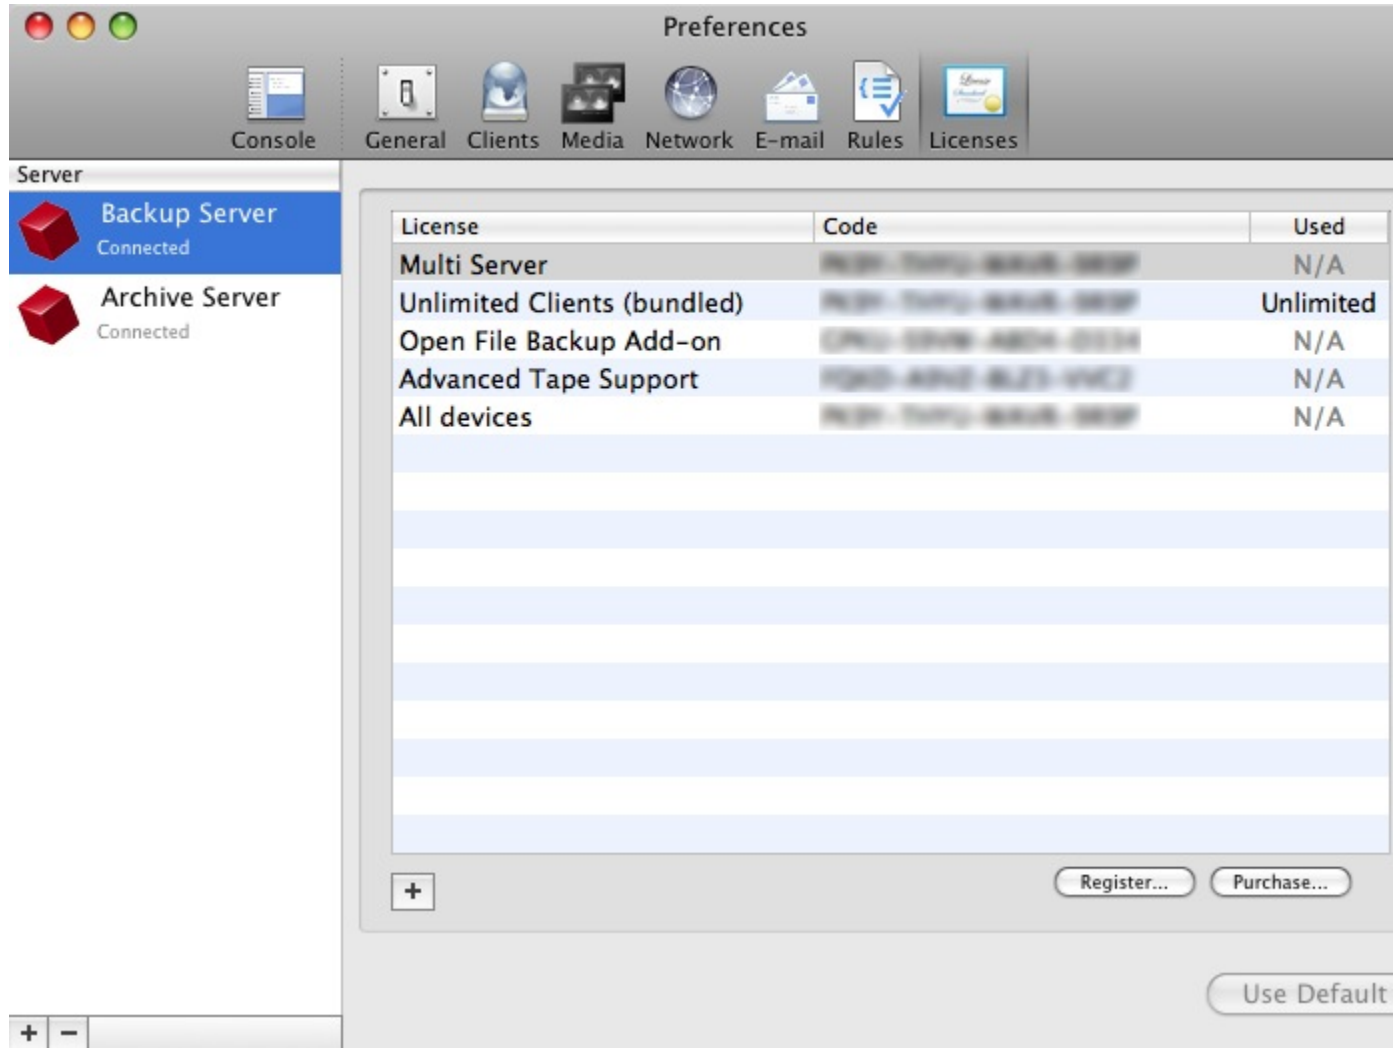 Preferences
Console General Clients Media Network E-mail Rules Licenses
Server
Backup Server
Connected
Archive Server
Connected
License Code Used
Multi Server N/A
Unlimited Clients (bundled) Unlimited
Open File Backup Add-on N/A
Advanced Tape Support N/A
All devices N/A
+
Register... Purchase...
Use Default
+ −